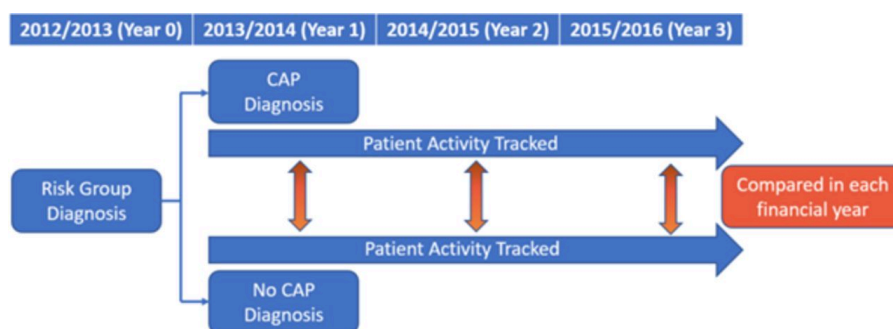 2012/2013 (Year 0) 2013/2014 (Year 1) 2014/2015 (Year 2) 2015/2016 (Year 3)
CAP
Diagnosis
Patient Activity Tracked
Risk Group
Diagnosis
Compared in each
financial year
Patient Activity Tracked
No CAP
Diagnosis